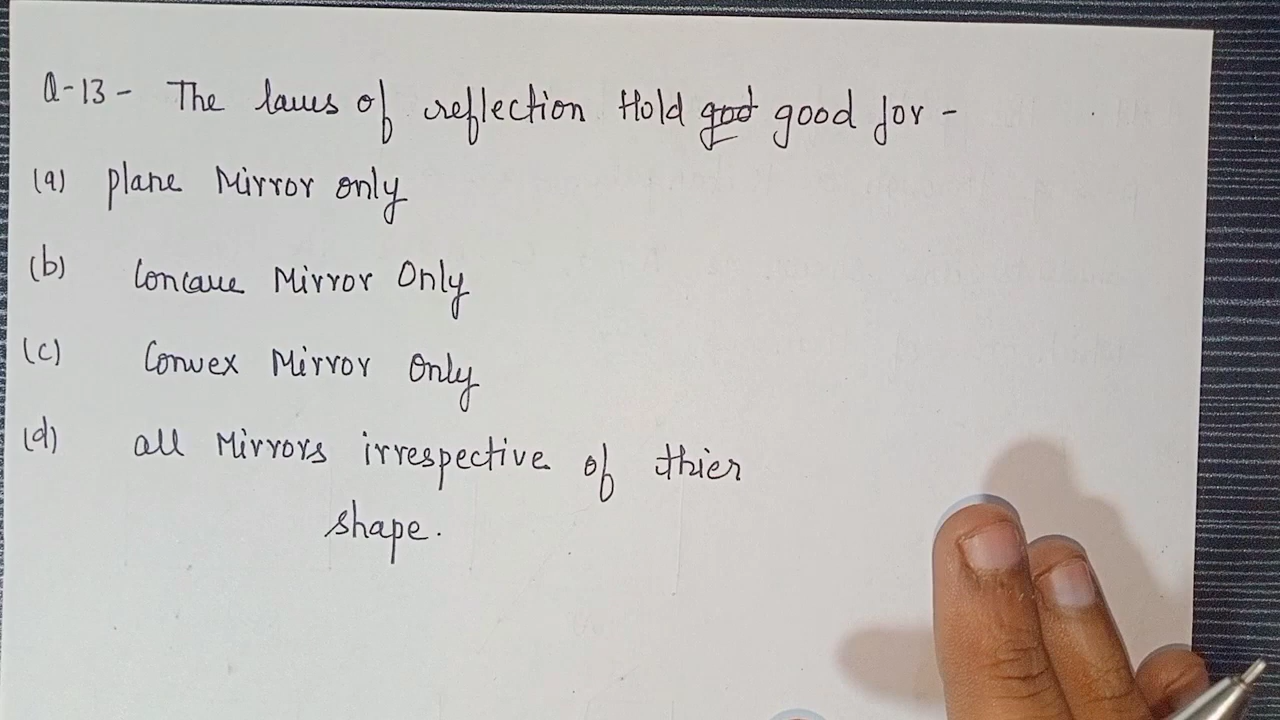 Q-13- The laws of reflection Hold god good for -
(a) plane Mirror only
(b) Concave Mirror Only
(c) Convex Mirror Only
(d) all Mirrors irrespective of thier
shape.